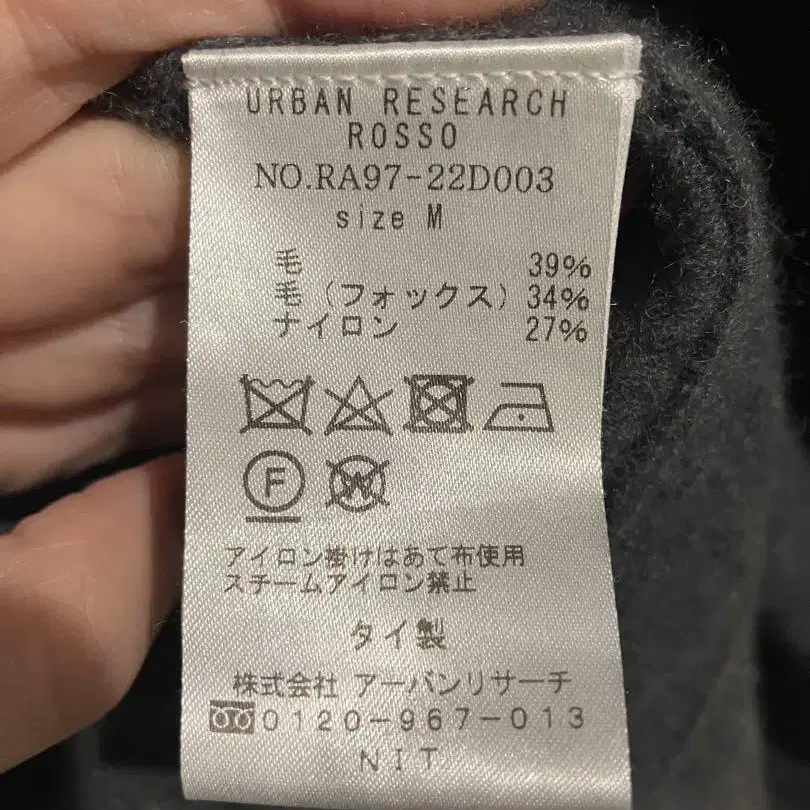 URBAN RESEARCH
ROSSO
NO.RA97-22D003
size M
毛 39%
毛（フォックス）34%
ナイロン 27%
F
W
アイロン掛けはあて布使用
スチームアイロン禁止
タイ製
株式会社 アーバンリサーチ
0120-967-013
NIT